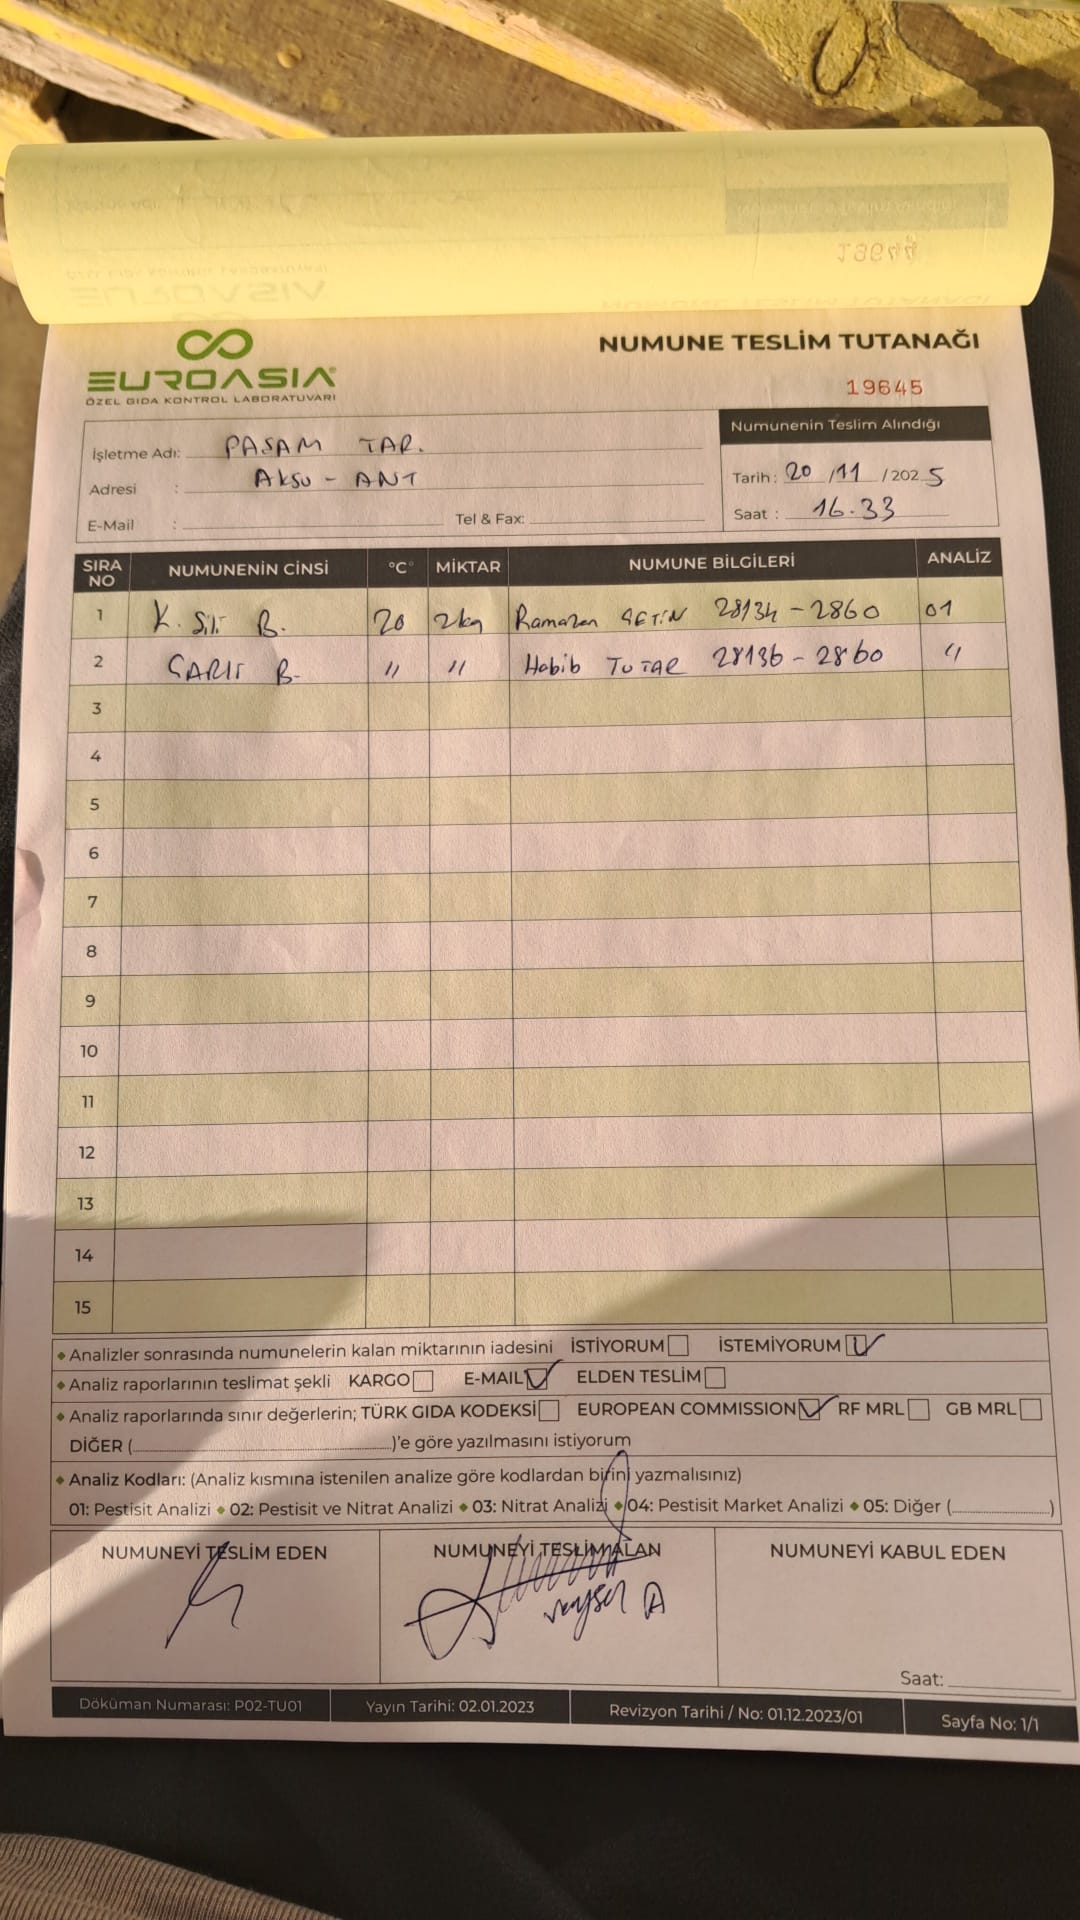 EUROASIA
ÖZEL GIDA KONTROL LABORATUVARI
NUMUNE TESLİM TUTANAĞI
19645
İşletme Adı: PAŞAM TAR.
Adresi : Aksu - ANT
E-Mail : Tel & Fax:
Numunenin Teslim Alındığı
Tarih: 20 /11 /2025
Saat : 16.33
SIRA NO NUMUNENİN CİNSİ °C MİKTAR NUMUNE BİLGİLERİ ANALİZ
1 K. Sili B. 20 2kg Ramazan ÇETİN 28134 - 2860 01
2 ÇARLİ B. " " Habib TUTAR 28136 - 2860 "
3
4
5
6
7
8
9
10
11
12
13
14
15
Analizler sonrasında numunelerin kalan miktarının iadesini İSTİYORUM İSTEMİYORUM
Analiz raporlarının teslimat şekli KARGO E-MAIL ELDEN TESLİM
Analiz raporlarında sınır değerlerin; TÜRK GIDA KODEKSİ EUROPEAN COMMISSION RF MRL GB MRL
DİĞER (..............................)'e göre yazılmasını istiyorum
Analiz Kodları: (Analiz kısmına istenilen analize göre kodlardan birini yazmalısınız)
01: Pestisit Analizi 02: Pestisit ve Nitrat Analizi 03: Nitrat Analizi 04: Pestisit Market Analizi 05: Diğer (....................)
NUMUNEYİ TESLİM EDEN NUMUNEYİ TESLİM ALAN NUMUNEYİ KABUL EDEN
veysel A
Saat:
Döküman Numarası: P02-TU01 Yayın Tarihi: 02.01.2023 Revizyon Tarihi / No: 01.12.2023/01 Sayfa No: 1/1